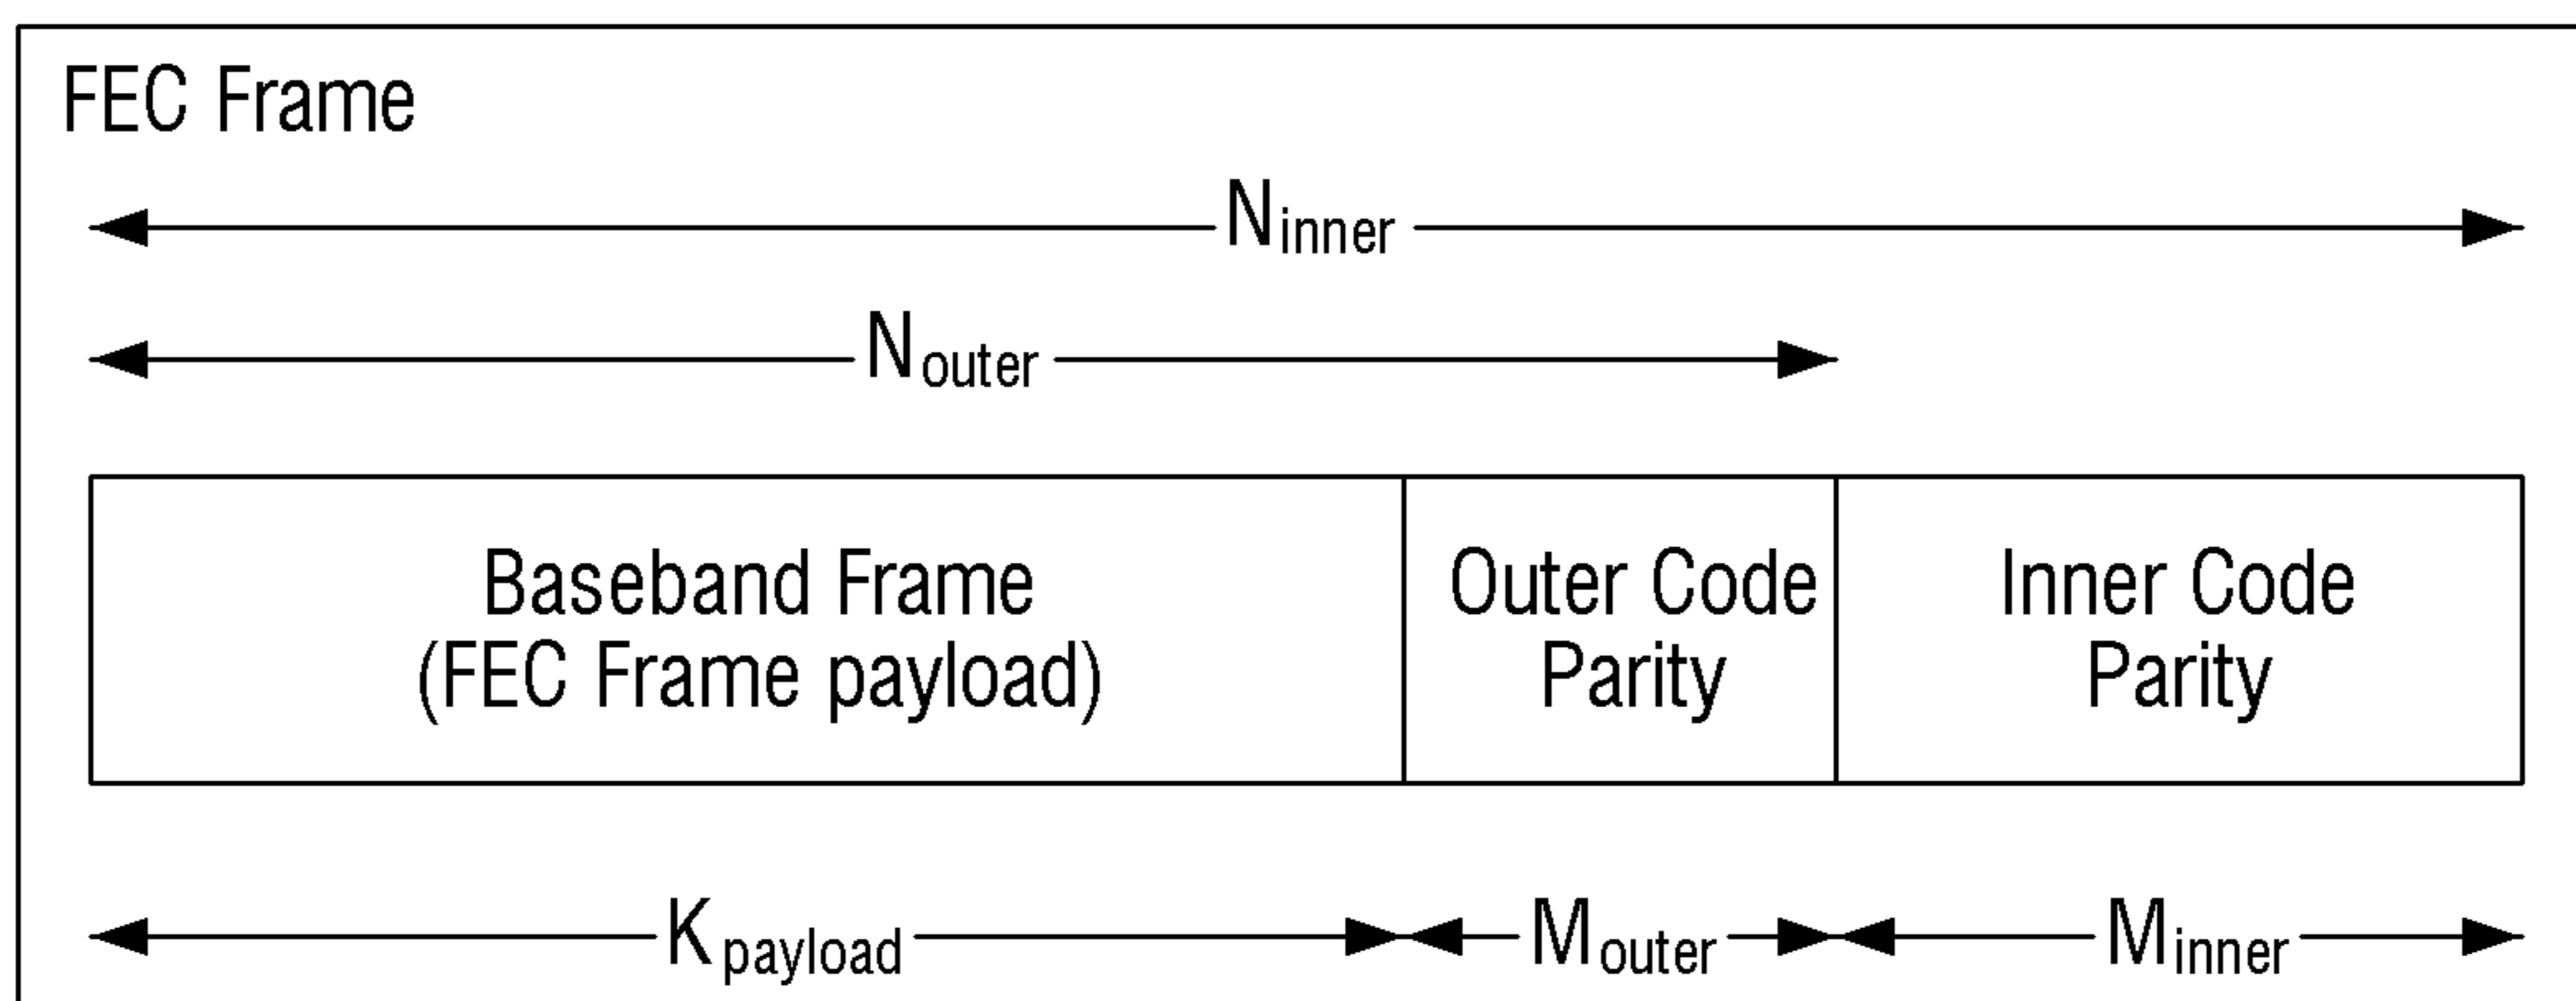 FEC Frame
Ninner
Nouter
Baseband Frame
(FEC Frame payload)
Outer Code
Parity
Inner Code
Parity
Kpayload
Mouter
Minner